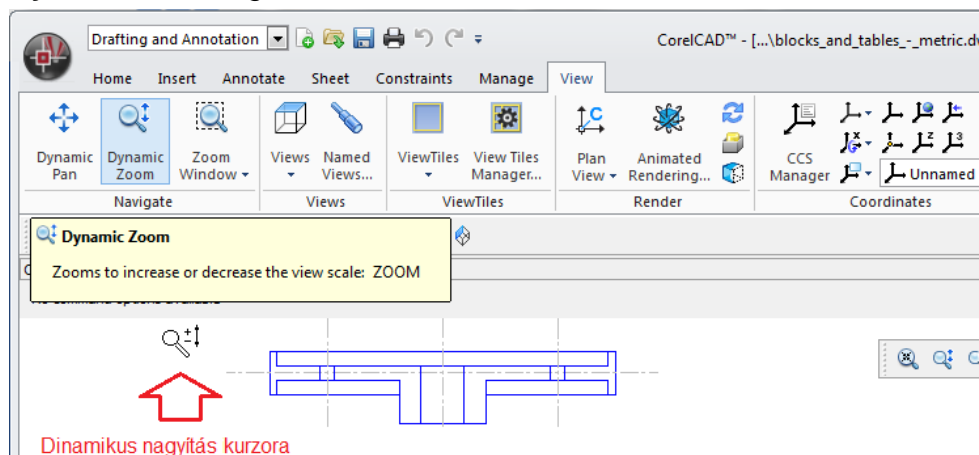 Drafting and Annotation
CorelCAD™ - [...\blocks_and_tables_-_metric.dw
Home Insert Annotate Sheet Constraints Manage View
Dynamic Pan
Dynamic Zoom
Zoom Window
Views
Named Views...
ViewTiles
View Tiles Manager...
Plan View
Animated Rendering...
CCS Manager
Unnamed
Navigate
Views
ViewTiles
Render
Coordinates
Dynamic Zoom
Zooms to increase or decrease the view scale: ZOOM
Dinamikus nagyítás kurzora